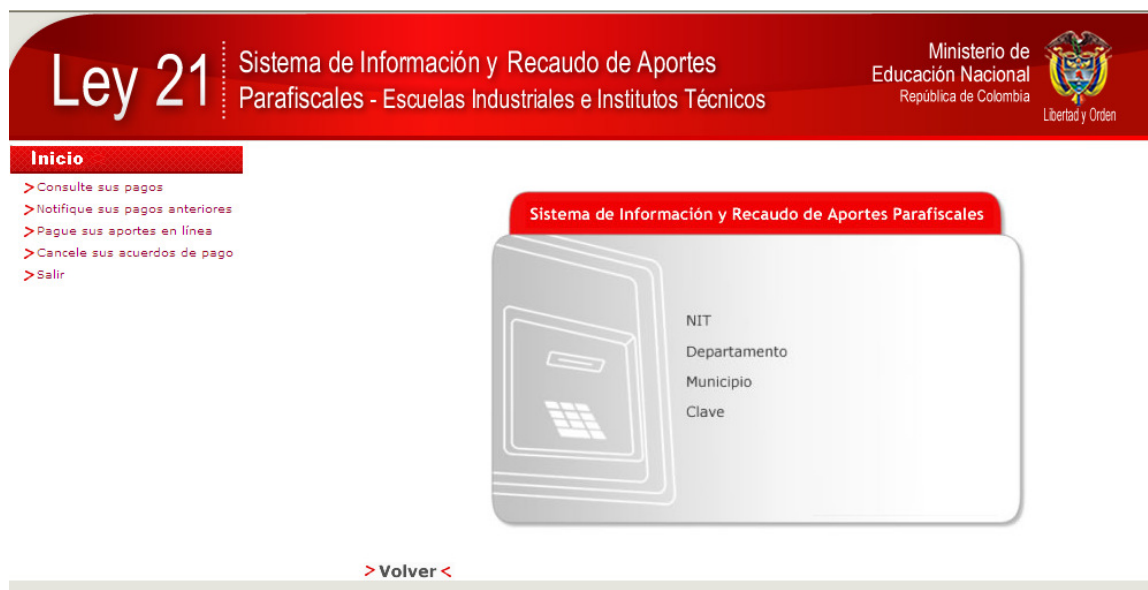 Ley 21
Sistema de Información y Recaudo de Aportes
Parafiscales - Escuelas Industriales e Institutos Técnicos
Ministerio de
Educación Nacional
República de Colombia
Libertad y Orden
Inicio
>Consulte sus pagos
>Notifique sus pagos anteriores
>Pague sus aportes en línea
>Cancele sus acuerdos de pago
>Salir
Sistema de Información y Recaudo de Aportes Parafiscales
NIT
Departamento
Municipio
Clave
>Volver<